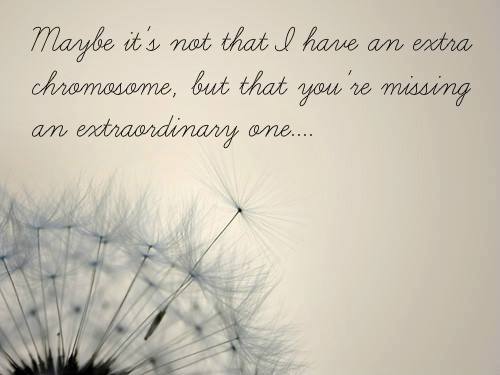 Maybe it's not that I have an extra
chromosome, but that you're missing
an extraordinary one....